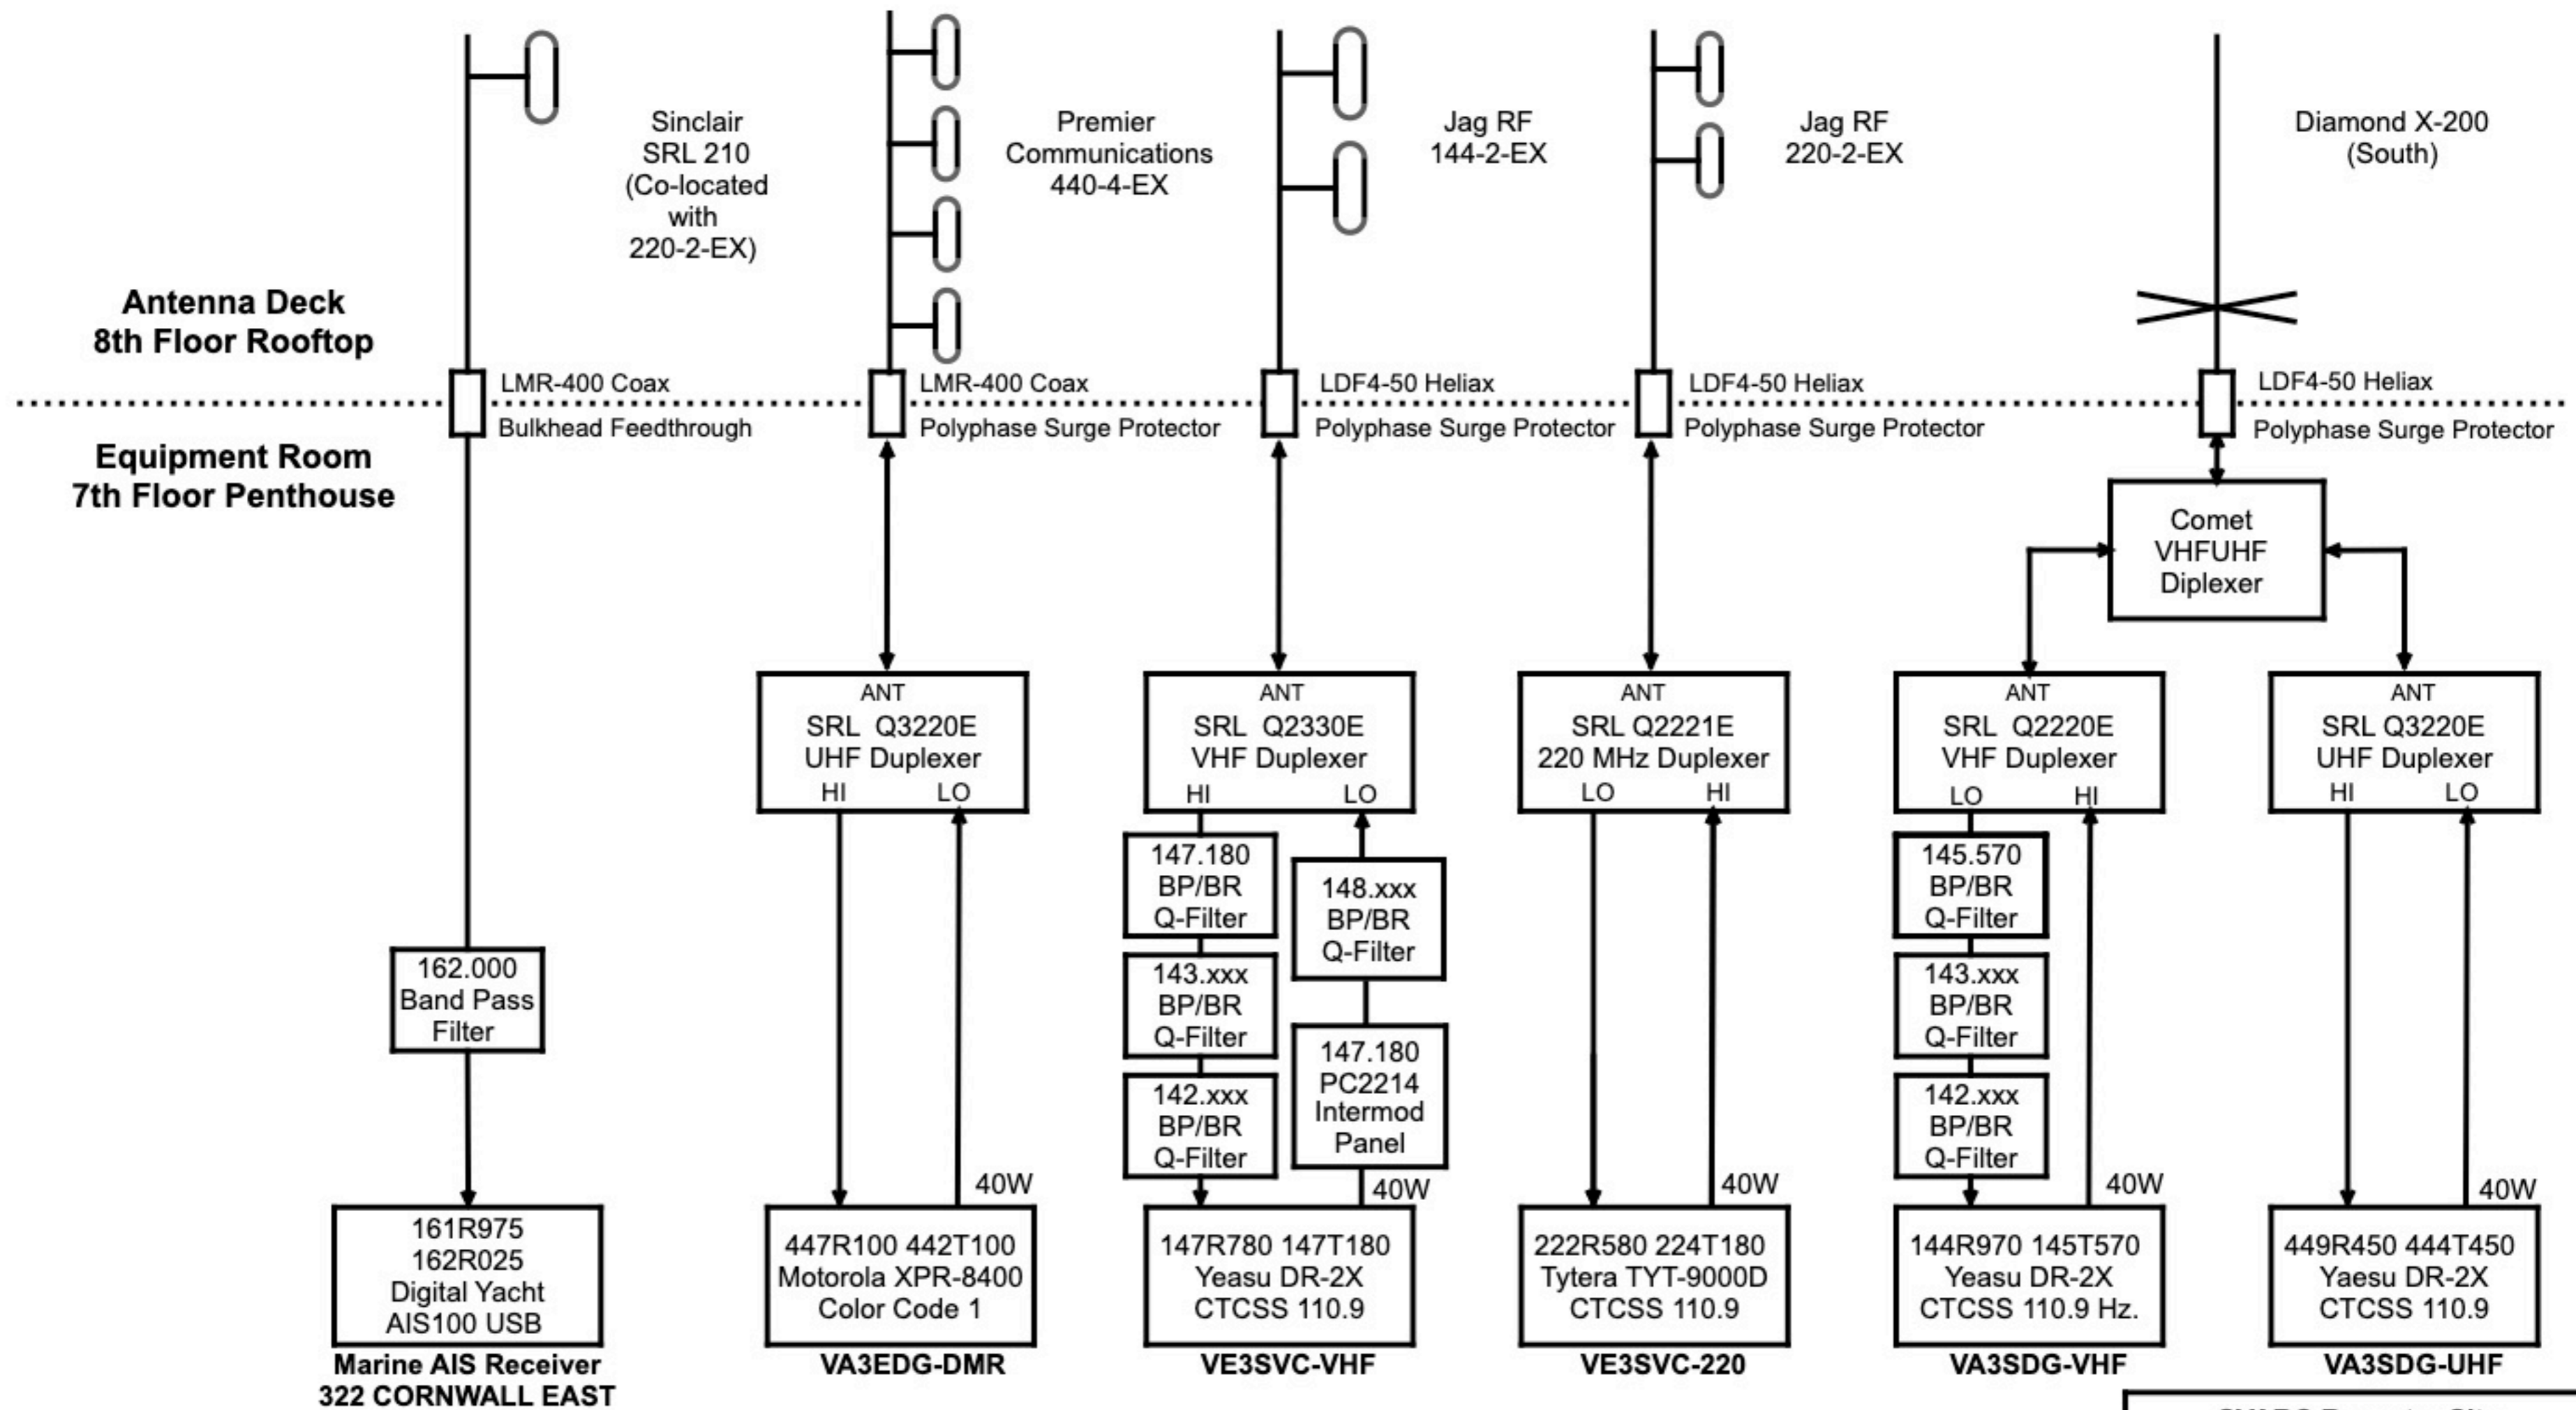 Sinclair
SRL 210
(Co-located
with
220-2-EX)
Premier
Communications
440-4-EX
Jag RF
144-2-EX
Jag RF
220-2-EX
Diamond X-200
(South)
Antenna Deck
8th Floor Rooftop
LMR-400 Coax
Bulkhead Feedthrough
LMR-400 Coax
Polyphase Surge Protector
LDF4-50 Heliax
Polyphase Surge Protector
LDF4-50 Heliax
Polyphase Surge Protector
LDF4-50 Heliax
Polyphase Surge Protector
Equipment Room
7th Floor Penthouse
Comet
VHFUHF
Diplexer
ANT
SRL Q3220E
UHF Duplexer
HI LO
ANT
SRL Q2330E
VHF Duplexer
HI LO
ANT
SRL Q2221E
220 MHz Duplexer
LO HI
ANT
SRL Q2220E
VHF Duplexer
LO HI
ANT
SRL Q3220E
UHF Duplexer
HI LO
162.000
Band Pass
Filter
147.180
BP/BR
Q-Filter
143.xxx
BP/BR
Q-Filter
142.xxx
BP/BR
Q-Filter
148.xxx
BP/BR
Q-Filter
147.180
PC2214
Intermod
Panel
145.570
BP/BR
Q-Filter
143.xxx
BP/BR
Q-Filter
142.xxx
BP/BR
Q-Filter
40W
40W
40W
40W
40W
161R975
162R025
Digital Yacht
AIS100 USB
Marine AIS Receiver
322 CORNWALL EAST
447R100 442T100
Motorola XPR-8400
Color Code 1
VA3EDG-DMR
147R780 147T180
Yeasu DR-2X
CTCSS 110.9
VE3SVC-VHF
222R580 224T180
Tytera TYT-9000D
CTCSS 110.9
VE3SVC-220
144R970 145T570
Yeasu DR-2X
CTCSS 110.9 Hz.
VA3SDG-VHF
449R450 444T450
Yaesu DR-2X
CTCSS 110.9
VA3SDG-UHF